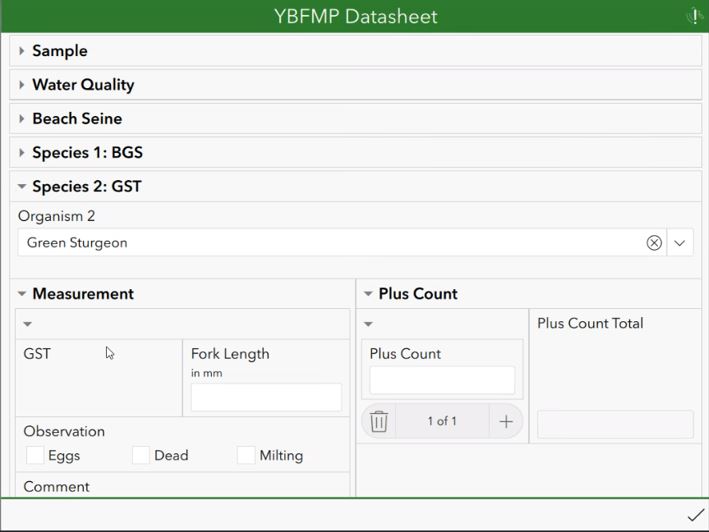 YBFMP Datasheet
Sample
Water Quality
Beach Seine
Species 1: BGS
Species 2: GST
Organism 2
Green Sturgeon
Measurement
Plus Count
GST
Fork Length
in mm
Plus Count
Plus Count Total
1 of 1
Observation
Eggs
Dead
Milting
Comment